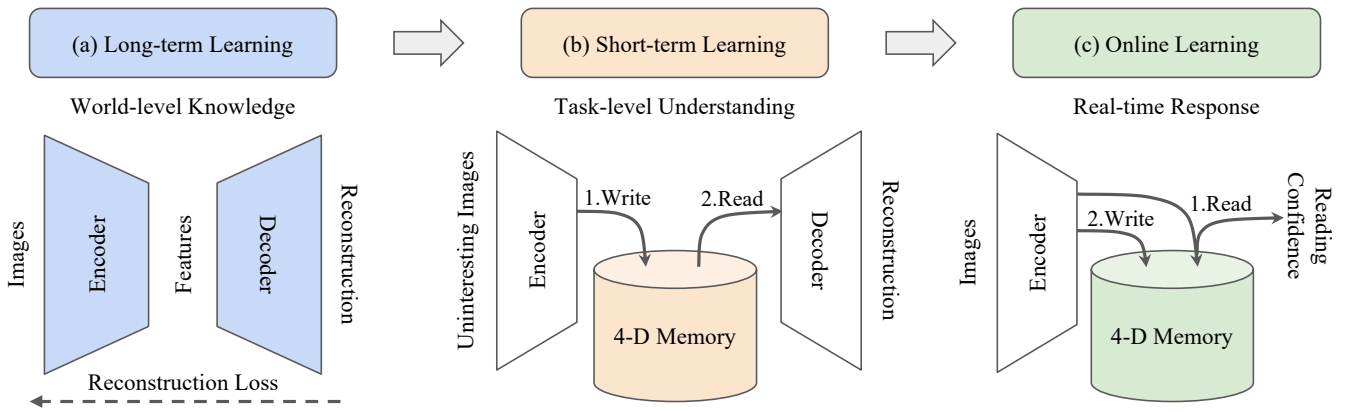 (a) Long-term Learning
(b) Short-term Learning
(c) Online Learning
World-level Knowledge
Images
Encoder
Features
Decoder
Reconstruction
Reconstruction Loss
Task-level Understanding
Uninteresting Images
Encoder
1.Write
2.Read
4-D Memory
Decoder
Reconstruction
Real-time Response
Images
Encoder
2.Write
1.Read
4-D Memory
Reading
Confidence